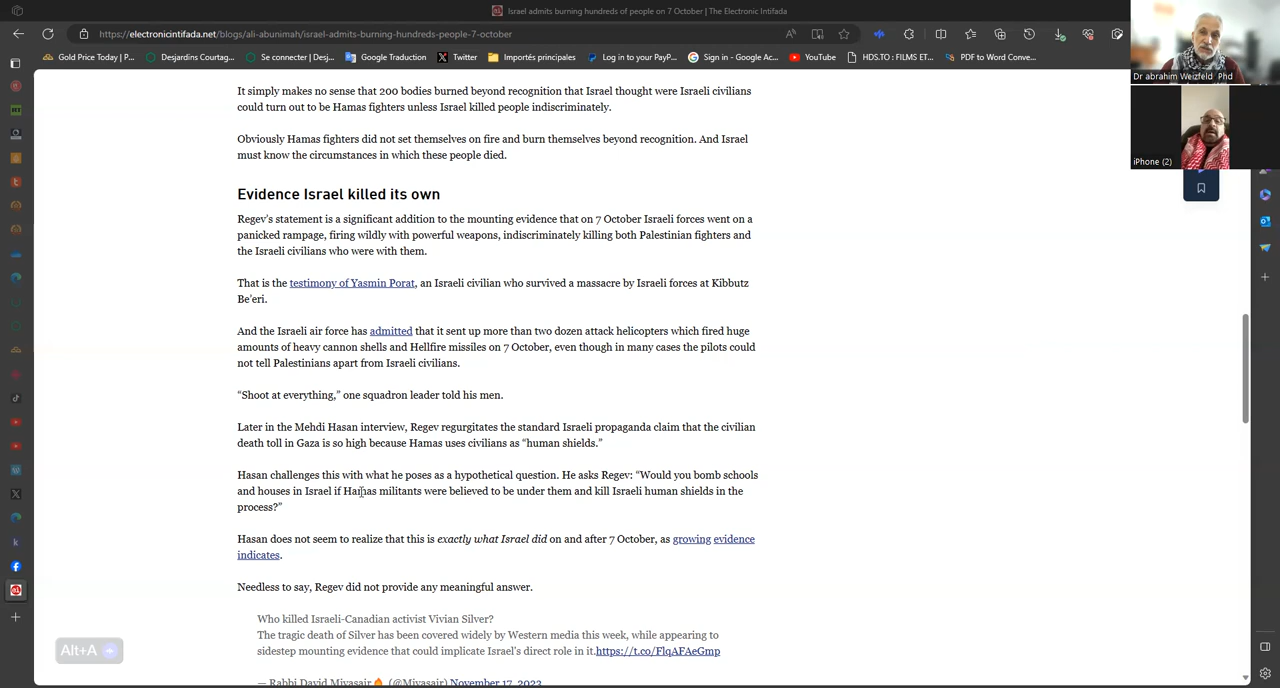 Israel admits burning hundreds of people on 7 October | The Electronic Intifada
https://electronicintifada.net/blogs/ali-abunimah/israel-admits-burning-hundreds-people-7-october
Gold Price Today | P...
Desjardins Courtag...
Se connecter | Desj...
Google Traduction
Twitter
Importés principales
Log in to your PayP...
Sign in - Google Ac...
YouTube
HDS.TO : FILMS ET...
PDF to Word Conve...
Dr abrahim Weizfeld Phd
iPhone (2)
It simply makes no sense that 200 bodies burned beyond recognition that Israel thought were Israeli civilians
could turn out to be Hamas fighters unless Israel killed people indiscriminately.
Obviously Hamas fighters did not set themselves on fire and burn themselves beyond recognition. And Israel
must know the circumstances in which these people died.
Evidence Israel killed its own
Regev's statement is a significant addition to the mounting evidence that on 7 October Israeli forces went on a
panicked rampage, firing wildly with powerful weapons, indiscriminately killing both Palestinian fighters and
the Israeli civilians who were with them.
That is the testimony of Yasmin Porat, an Israeli civilian who survived a massacre by Israeli forces at Kibbutz
Be'eri.
And the Israeli air force has admitted that it sent up more than two dozen attack helicopters which fired huge
amounts of heavy cannon shells and Hellfire missiles on 7 October, even though in many cases the pilots could
not tell Palestinians apart from Israeli civilians.
"Shoot at everything," one squadron leader told his men.
Later in the Mehdi Hasan interview, Regev regurgitates the standard Israeli propaganda claim that the civilian
death toll in Gaza is so high because Hamas uses civilians as "human shields."
Hasan challenges this with what he poses as a hypothetical question. He asks Regev: "Would you bomb schools
and houses in Israel if Hamas militants were believed to be under them and kill Israeli human shields in the
process?"
Hasan does not seem to realize that this is exactly what Israel did on and after 7 October, as growing evidence
indicates.
Needless to say, Regev did not provide any meaningful answer.
Who killed Israeli-Canadian activist Vivian Silver?
The tragic death of Silver has been covered widely by Western media this week, while appearing to
sidestep mounting evidence that could implicate Israel's direct role in it.https://t.co/FlqAFAeGmp
— Rabbi David Mivasair (@Mivasair) November 17, 2023
Alt+A